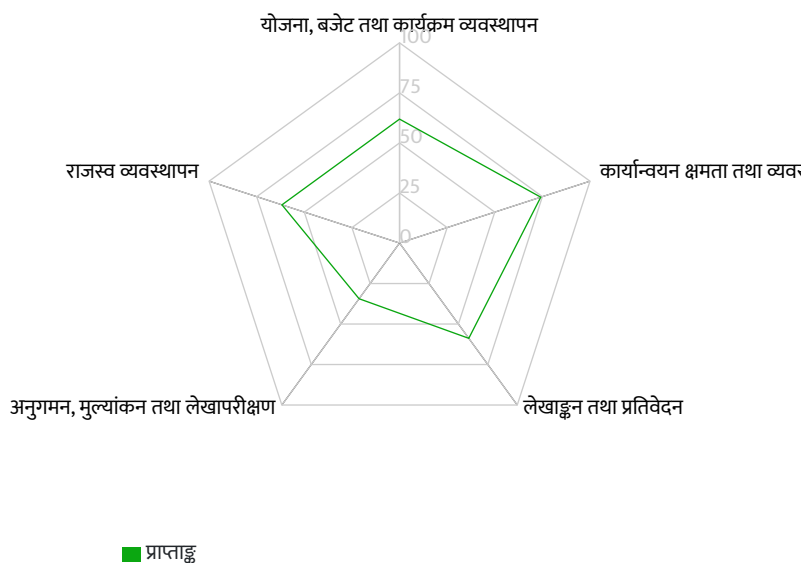 योजना, बजेट तथा कार्यक्रम व्यवस्थापन
100
75
50
25
0
राजस्व व्यवस्थापन
कार्यान्वयन क्षमता तथा
अनुगमन, मुल्यांकन तथा लेखापरीक्षण
लेखाङ्कन तथा प्रतिवेदन
प्राप्ताङ्क